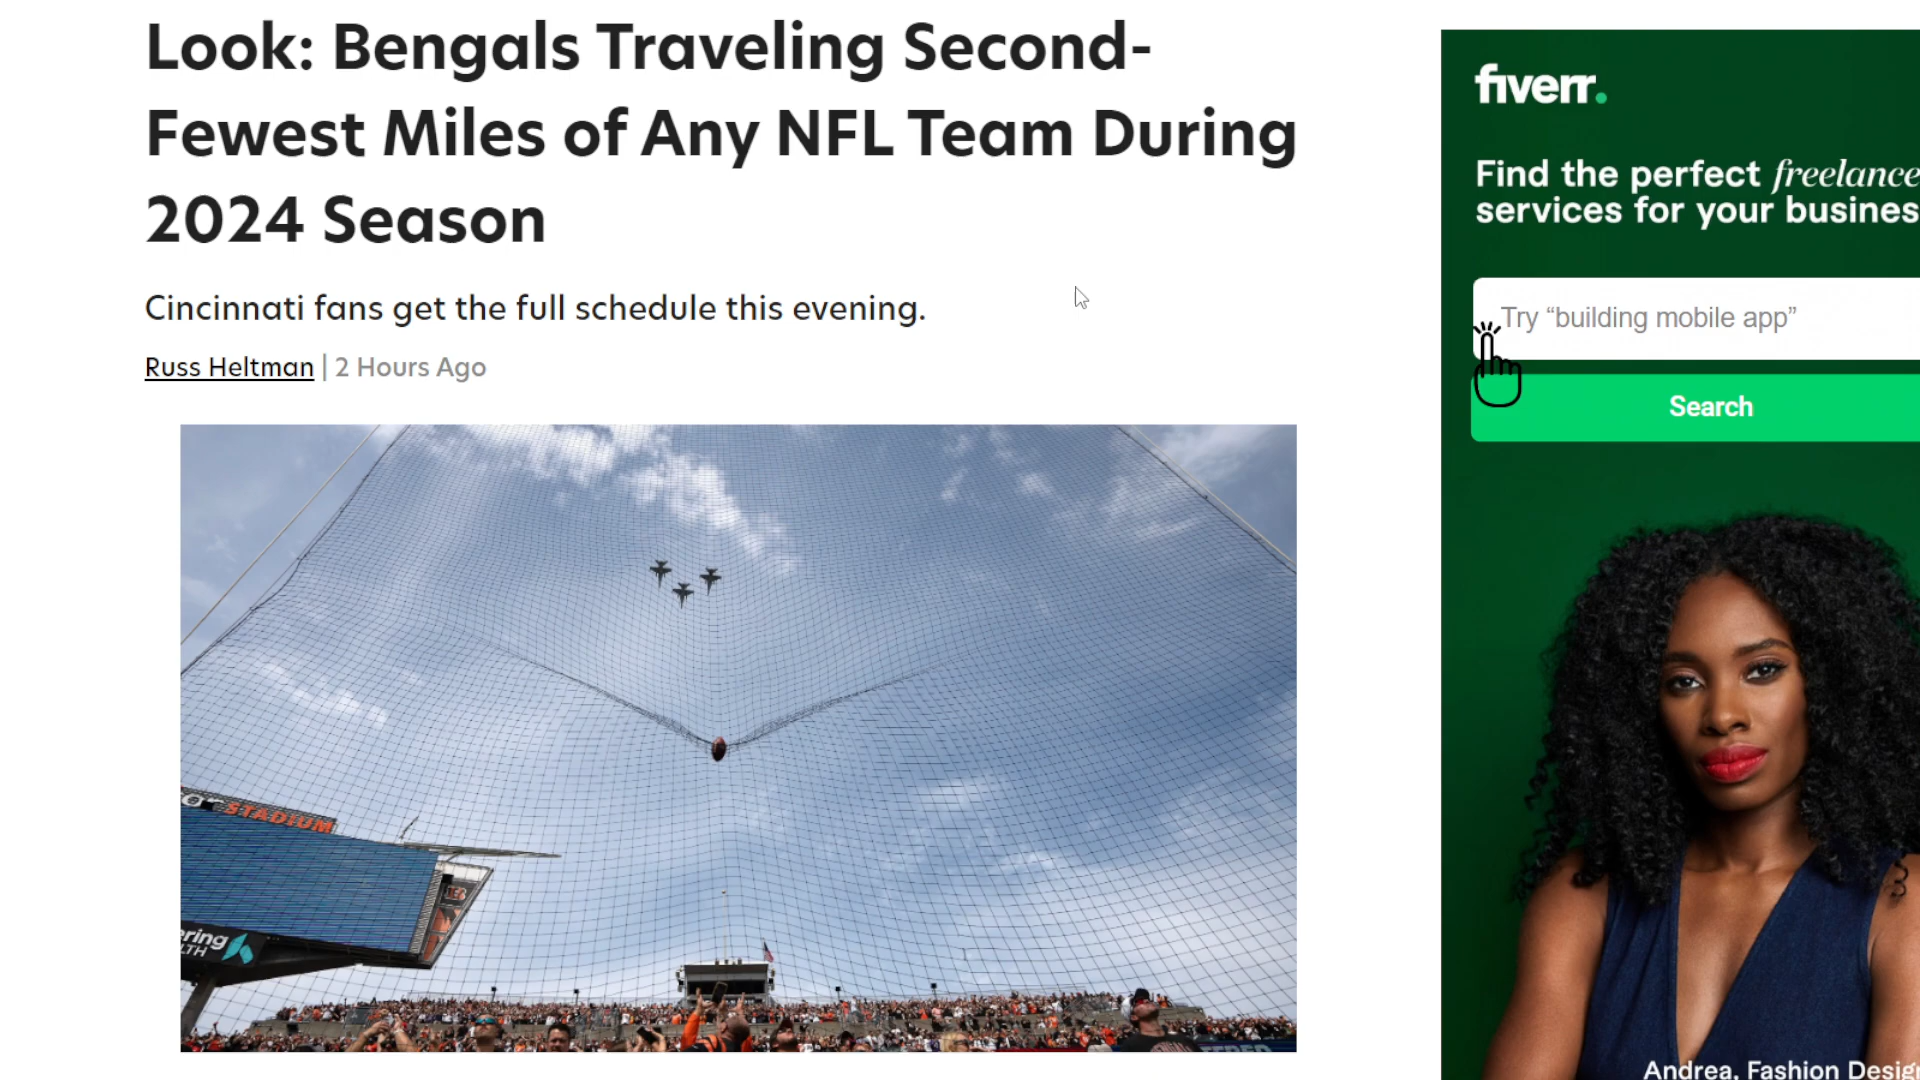 Look: Bengals Traveling Second-
Fewest Miles of Any NFL Team During
2024 Season
Cincinnati fans get the full schedule this evening.
Russ Heltman | 2 Hours Ago
STADIUM
fiverr.
Find the perfect freelance
services for your busines
Try “building mobile app”
Search
Andrea, Fashion Desig